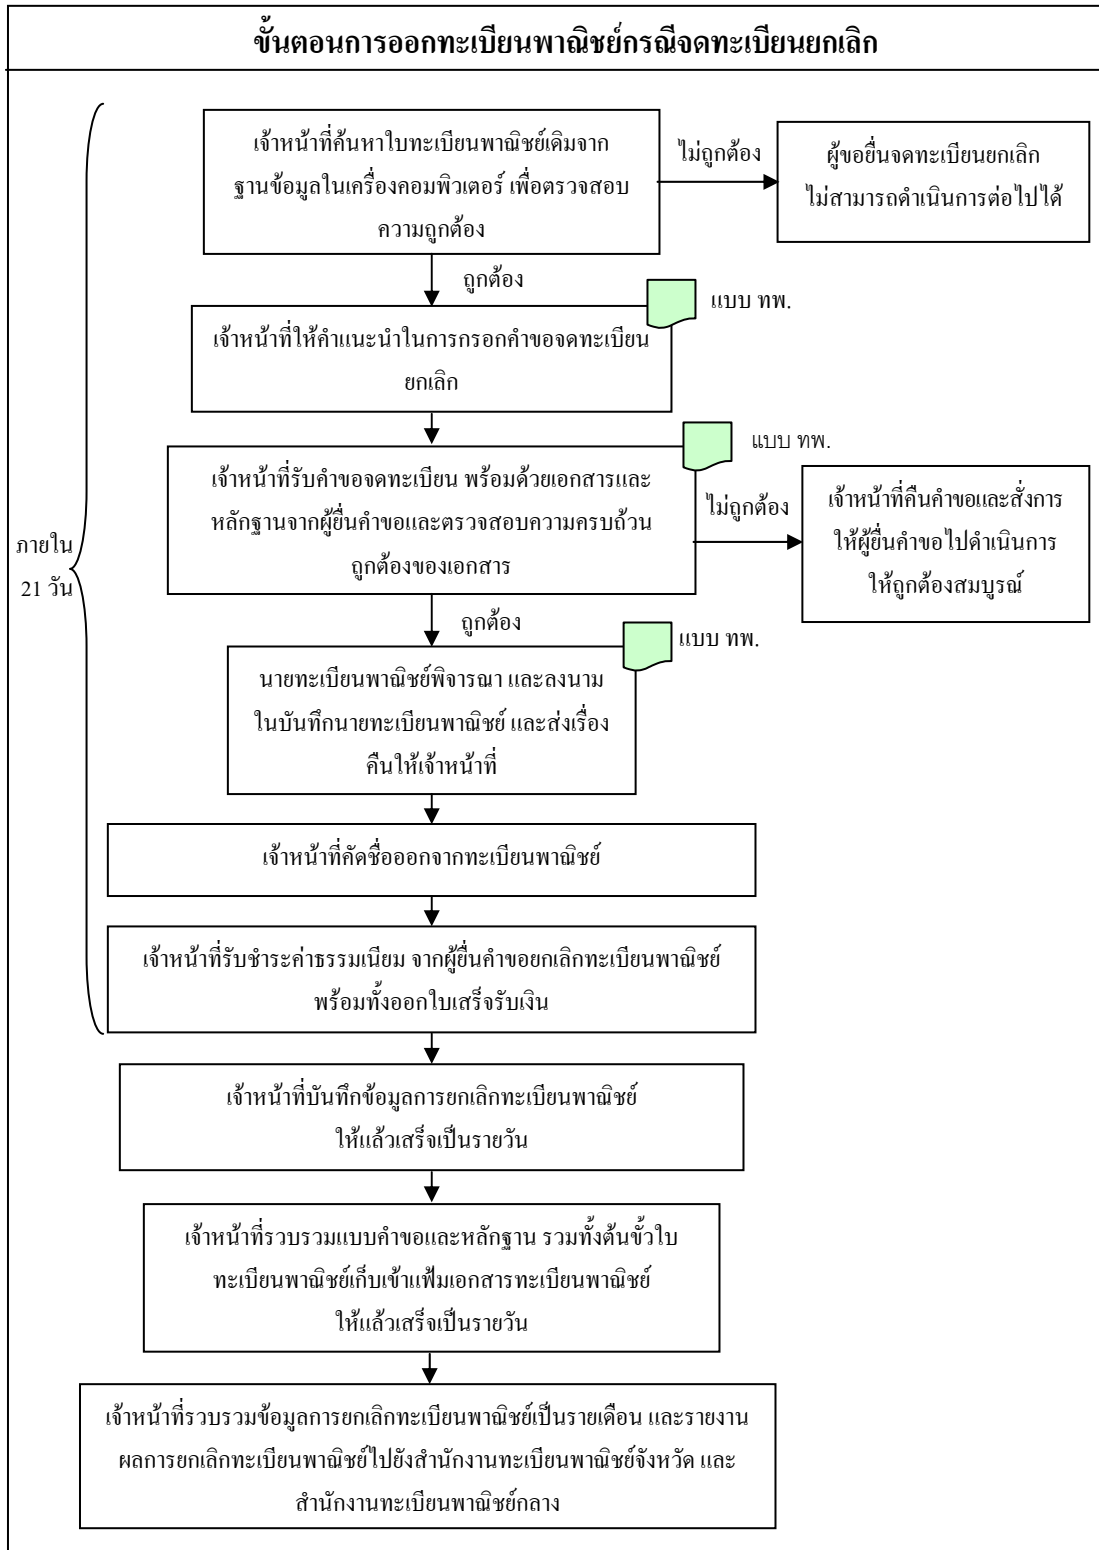 ขั้นตอนการออกทะเบียนพาณิชย์กรณีจดทะเบียนยกเลิก
เจ้าหน้าที่ค้นหาใบทะเบียนพาณิชย์เดิมจาก
ฐานข้อมูลในเครื่องคอมพิวเตอร์ เพื่อตรวจสอบ
ความถูกต้อง
ไม่ถูกต้อง
ผู้ขอยื่นจดทะเบียนยกเลิก
ไม่สามารถดำเนินการต่อไปได้
ถูกต้อง
แบบ ทพ.
เจ้าหน้าที่ให้คำแนะนำในการกรอกคำขอจดทะเบียน
ยกเลิก
แบบ ทพ.
เจ้าหน้าที่รับคำขอจดทะเบียน พร้อมด้วยเอกสารและ
หลักฐานจากผู้ยื่นคำขอและตรวจสอบความครบถ้วน
ถูกต้องของเอกสาร
ไม่ถูกต้อง
เจ้าหน้าที่คืนคำขอและสั่งการ
ให้ผู้ยื่นคำขอไปดำเนินการ
ให้ถูกต้องสมบูรณ์
ภายใน
21 วัน
ถูกต้อง
แบบ ทพ.
นายทะเบียนพาณิชย์พิจารณา และลงนาม
ในบันทึกนายทะเบียนพาณิชย์ และส่งเรื่อง
คืนให้เจ้าหน้าที่
เจ้าหน้าที่คัดชื่อออกจากทะเบียนพาณิชย์
เจ้าหน้าที่รับชำระค่าธรรมเนียม จากผู้ยื่นคำขอยกเลิกทะเบียนพาณิชย์
พร้อมทั้งออกใบเสร็จรับเงิน
เจ้าหน้าที่บันทึกข้อมูลการยกเลิกทะเบียนพาณิชย์
ให้แล้วเสร็จเป็นรายวัน
เจ้าหน้าที่รวบรวมแบบคำขอและหลักฐาน รวมทั้งต้นขั้วใบ
ทะเบียนพาณิชย์เก็บเข้าแฟ้มเอกสารทะเบียนพาณิชย์
ให้แล้วเสร็จเป็นรายวัน
เจ้าหน้าที่รวบรวมข้อมูลการยกเลิกทะเบียนพาณิชย์เป็นรายเดือน และรายงาน
ผลการยกเลิกทะเบียนพาณิชย์ไปยังสำนักงานทะเบียนพาณิชย์จังหวัด และ
สำนักงานทะเบียนพาณิชย์กลาง